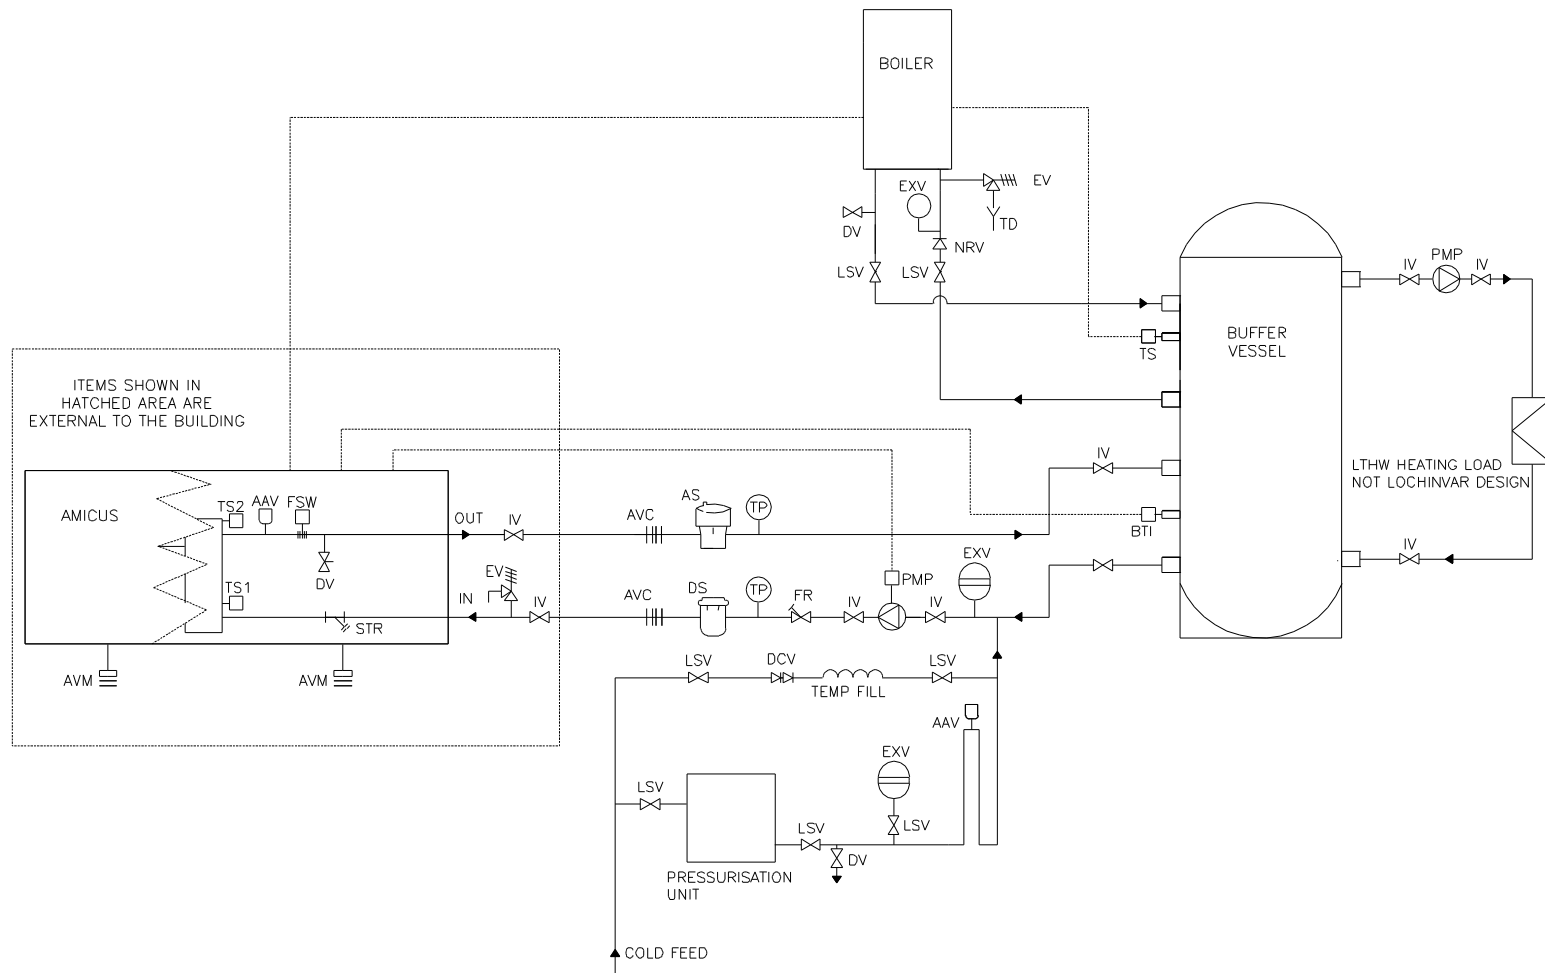 BOILER
EXV
EV
TD
DV
NRV
LSV
LSV
PMP
IV
IV
BUFFER
VESSEL
TS
ITEMS SHOWN IN
HATCHED AREA ARE
EXTERNAL TO THE BUILDING
LTHW HEATING LOAD
NOT LOCHINVAR DESIGN
IV
AMICUS
TS2
AAV
FSW
OUT
IV
AVC
AS
TP
BTI
IV
DV
EV
TS1
IN
IV
STR
AVC
DS
TP
FR
IV
PMP
IV
EXV
AVM
AVM
LSV
DCV
LSV
TEMP FILL
AAV
EXV
LSV
LSV
LSV
DV
PRESSURISATION
UNIT
COLD FEED